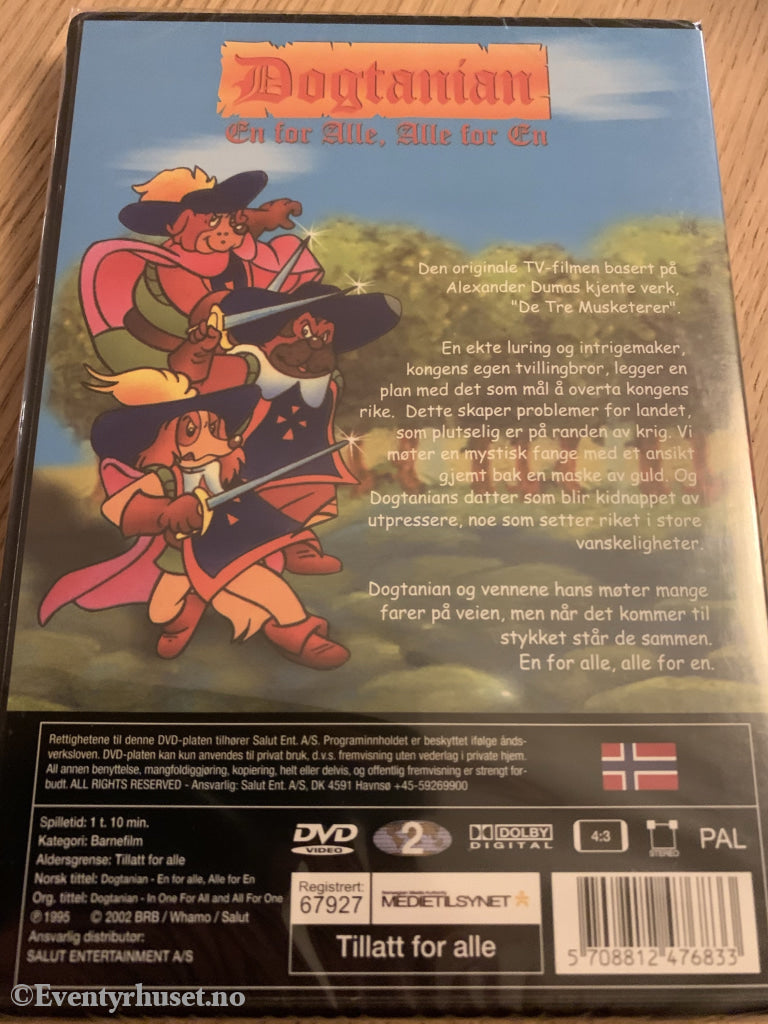 Dogtanian
En for Alle, Alle for En
Den originale TV-filmen basert på
Alexander Dumas kjente verk,
"De Tre Musketerer".
En ekte luring og intrigemaker,
kongens egen tvillingbror, legger en
plan med det som mål å overta kongens
rike. Dette skaper problemer for landet,
som plutselig er på randen av krig. Vi
møter en mystisk fange med et ansikt
gjemt bak en maske av guld. Og
Dogtanians datter som blir kidnappet av
utpressere, noe som setter riket i store
vanskeligheter.
Dogtanian og vennene hans møter mange
farer på veien, men når det kommer til
stykket står de sammen.
En for alle, alle for en.
Rettighetene til denne DVD-platen tilhører Salut Ent. A/S. Programinnholdet er beskyttet ifølge ånds-
verksloven. DVD-platen kan kun anvendes til privat bruk, d.v.s. fremvisning uten vederlag i private hjem.
All annen benyttelse, mangfoldiggjøring, kopiering, helt eller delvis, og offentlig fremvisning er strengt for-
budt. ALL RIGHTS RESERVED - Ansvarlig: Salut Ent. A/S, DK 4591 Havnsø +45-59269900
Spilletid: 1 t. 10 min.
Kategori: Barnefilm
Aldersgrense: Tillatt for alle
Norsk tittel: Dogtanian - En for alle, Alle for En
Org. tittel: Dogtanian - In One For All and All For One
℗ 1995 © 2002 BRB / Whamo / Salut
Ansvarlig distributør:
SALUT ENTERTAINMENT A/S
DVD
VIDEO
2
DOLBY
DIGITAL
4:3
STEREO
PAL
Registrert:
67927
Norwegian Media Authority
MEDIETILSYNET
Tillatt for alle
5 708812 476833
©Eventyrhuset.no